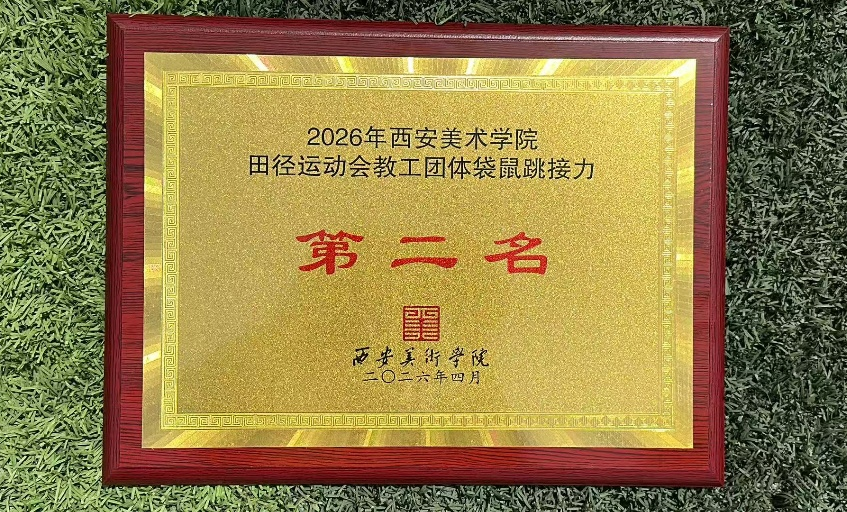 2026年西安美术学院
田径运动会教工团体袋鼠跳接力
第二名
西安美術学院
二〇二六年四月